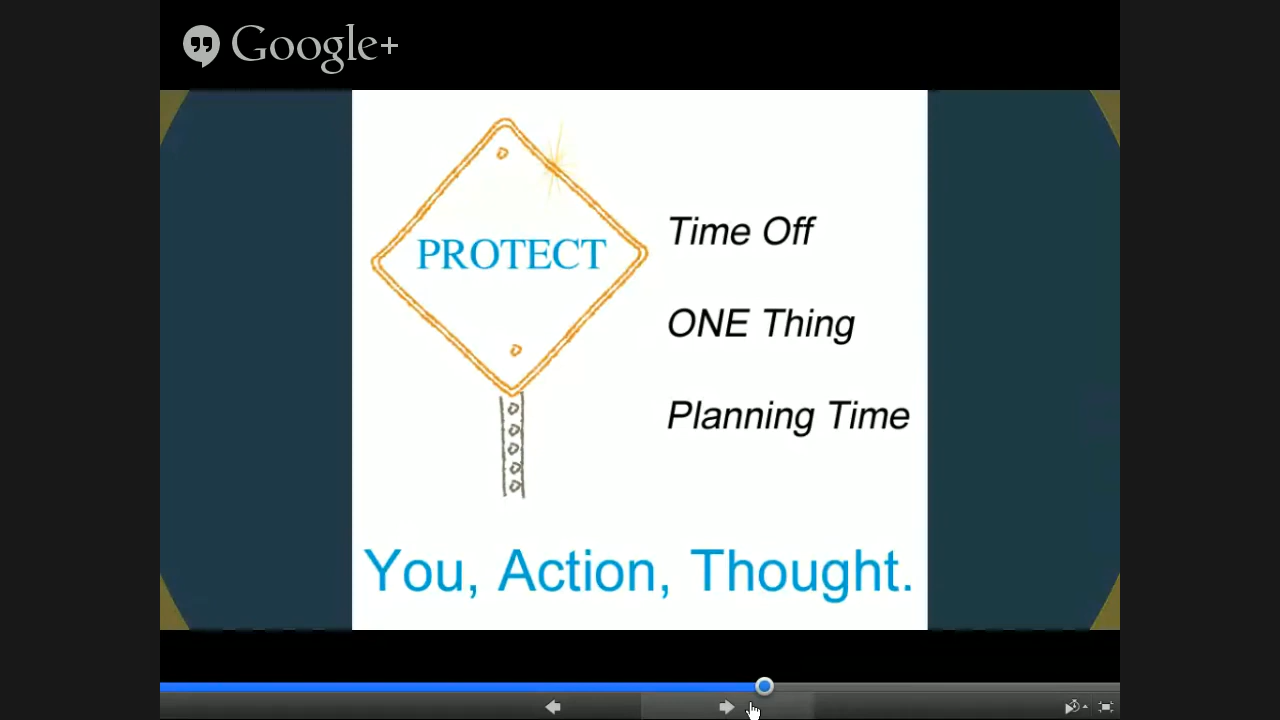 Google+
PROTECT
Time Off
ONE Thing
Planning Time
You, Action, Thought.